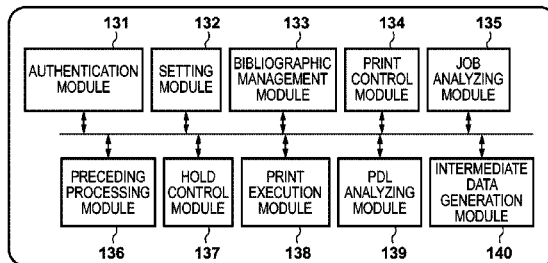 131 132 133 134 135
AUTHENTICATION
MODULE
SETTING
MODULE
BIBLIOGRAPHIC
MANAGEMENT
MODULE
PRINT
CONTROL
MODULE
JOB
ANALYZING
MODULE
PRECEDING
PROCESSING
MODULE
HOLD
CONTROL
MODULE
PRINT
EXECUTION
MODULE
PDL
ANALYZING
MODULE
INTERMEDIATE
DATA
GENERATION
MODULE
136 137 138 139 140